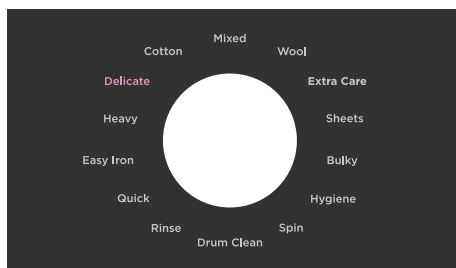 Mixed
Cotton
Wool
Delicate
Extra Care
Heavy
Sheets
Easy Iron
Bulky
Quick
Hygiene
Rinse
Spin
Drum Clean